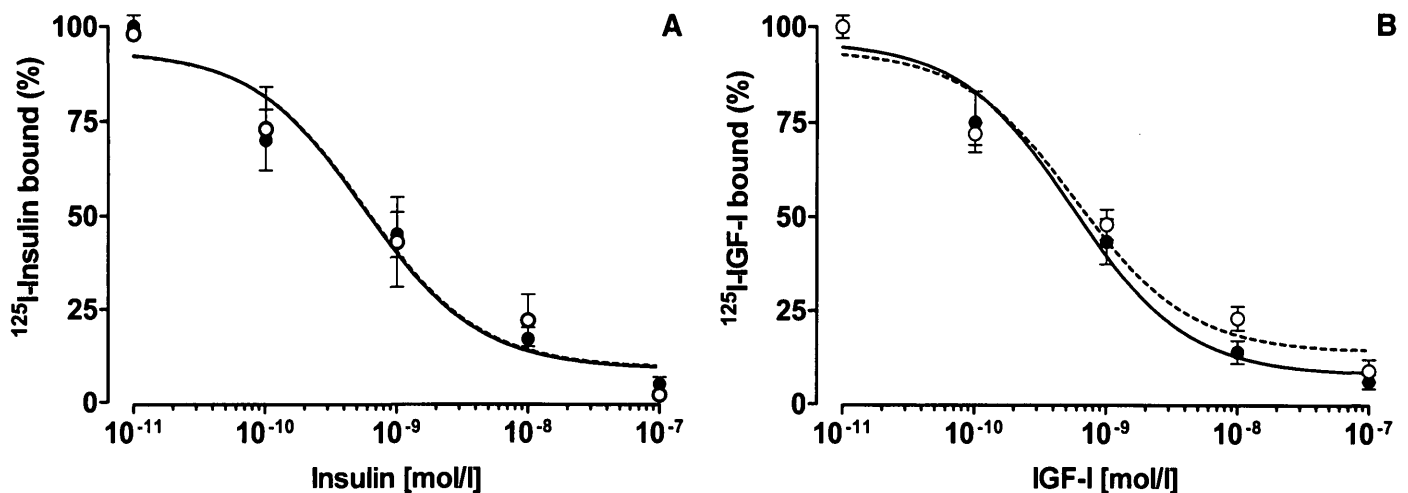 A
¹²⁵I-Insulin bound (%)
100
75
50
25
0
10⁻¹¹ 10⁻¹⁰ 10⁻⁹ 10⁻⁸ 10⁻⁷
Insulin [mol/l]
B
¹²⁵I-IGF-I bound (%)
100
75
50
25
0
10⁻¹¹ 10⁻¹⁰ 10⁻⁹ 10⁻⁸ 10⁻⁷
IGF-I [mol/l]